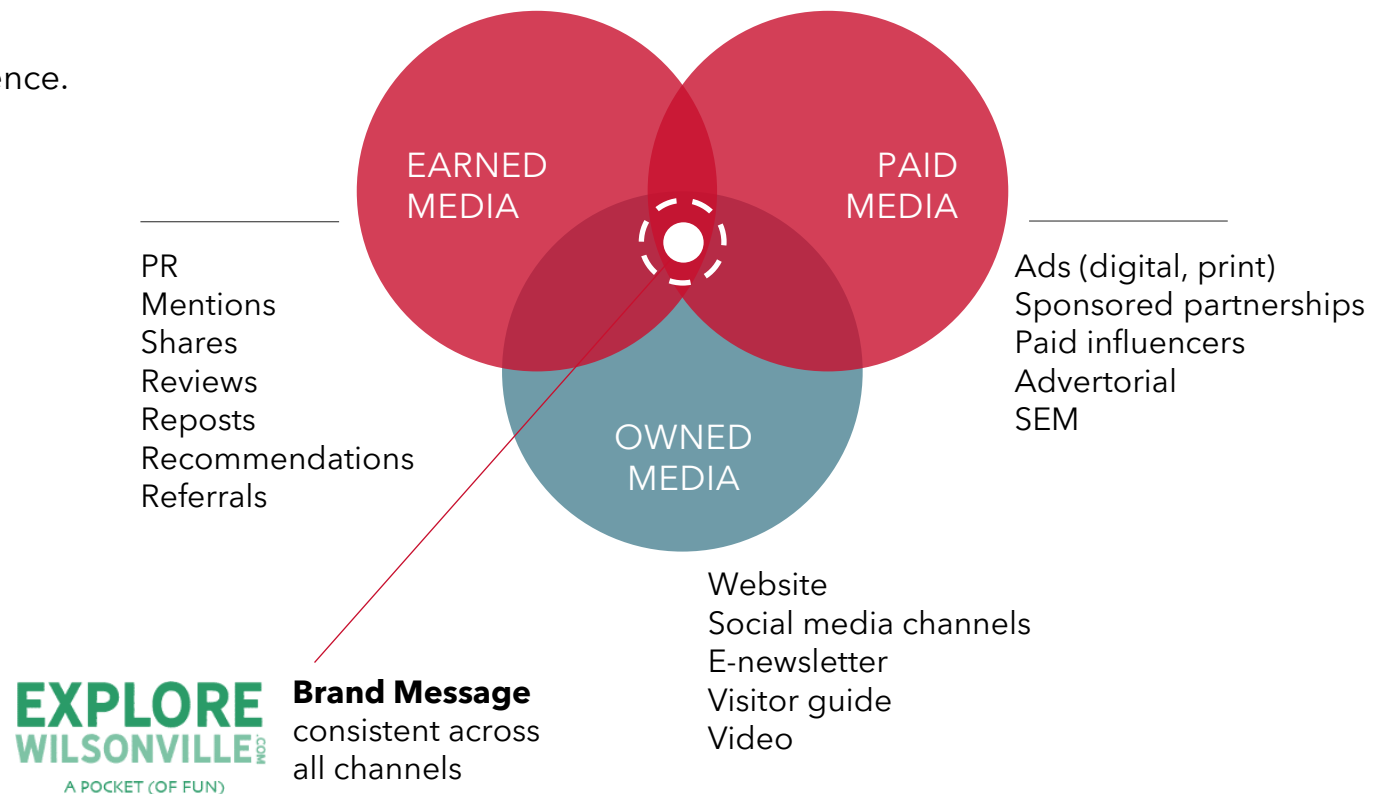 ence.
EARNED
MEDIA
PAID
MEDIA
PR
Mentions
Shares
Reviews
Reposts
Recommendations
Referrals
Ads (digital, print)
Sponsored partnerships
Paid influencers
Advertorial
SEM
OWNED
MEDIA
Website
Social media channels
E-newsletter
Visitor guide
Video
Brand Message
consistent across
all channels
EXPLORE
WILSONVILLE.COM
A POCKET (OF FUN)